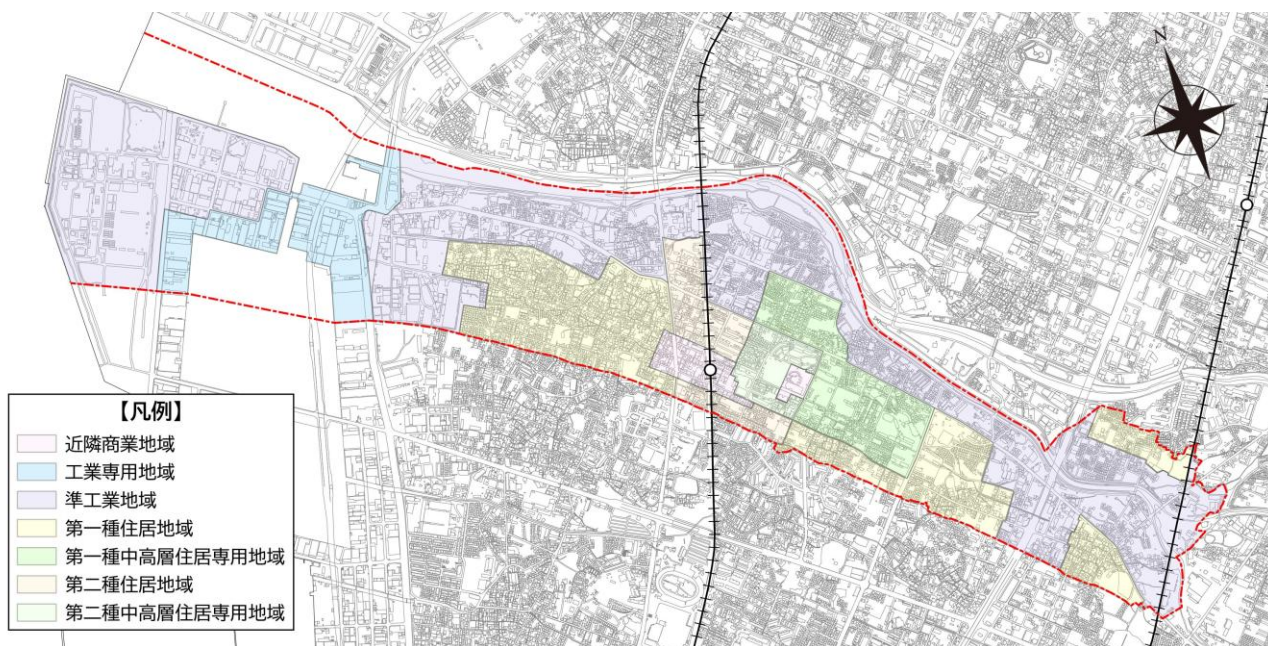 N
【凡例】
近隣商業地域
工業専用地域
準工業地域
第一種住居地域
第一種中高層住居専用地域
第二種住居地域
第二種中高層住居専用地域